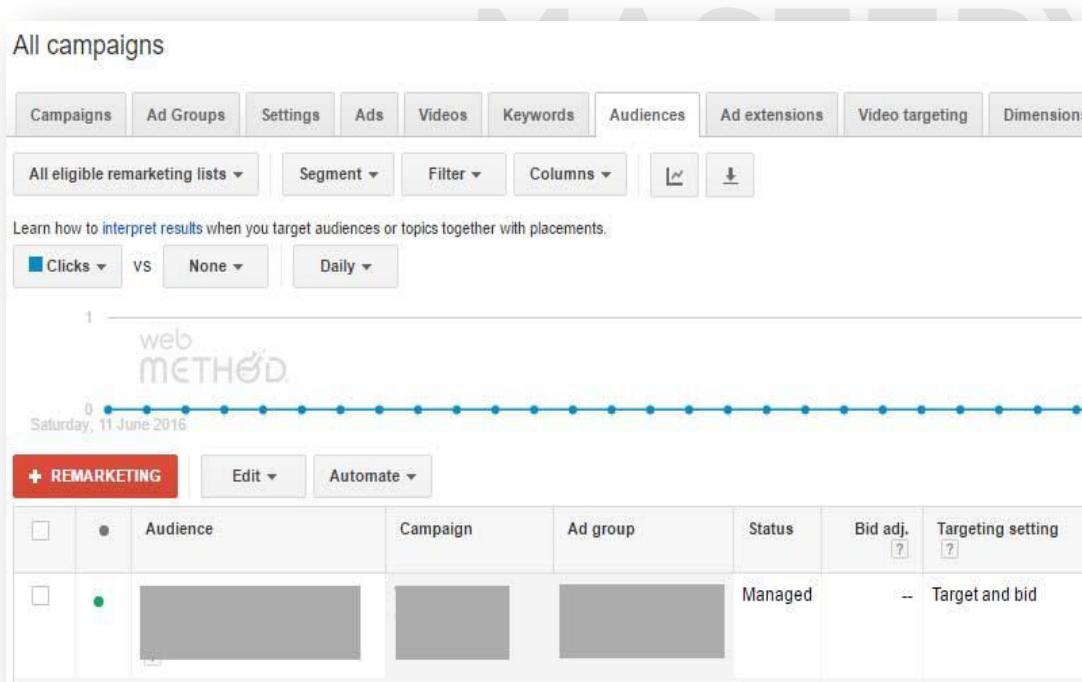 MASTERY
All campaigns
Campaigns Ad Groups Settings Ads Videos Keywords Audiences Ad extensions Video targeting Dimensions
All eligible remarketing lists Segment Filter Columns
Learn how to interpret results when you target audiences or topics together with placements.
Clicks VS None Daily
1
web
METHOD
0
Saturday, 11 June 2016
+ REMARKETING Edit Automate
Audience Campaign Ad group Status Bid adj. Targeting setting
? ?
Managed -- Target and bid
?